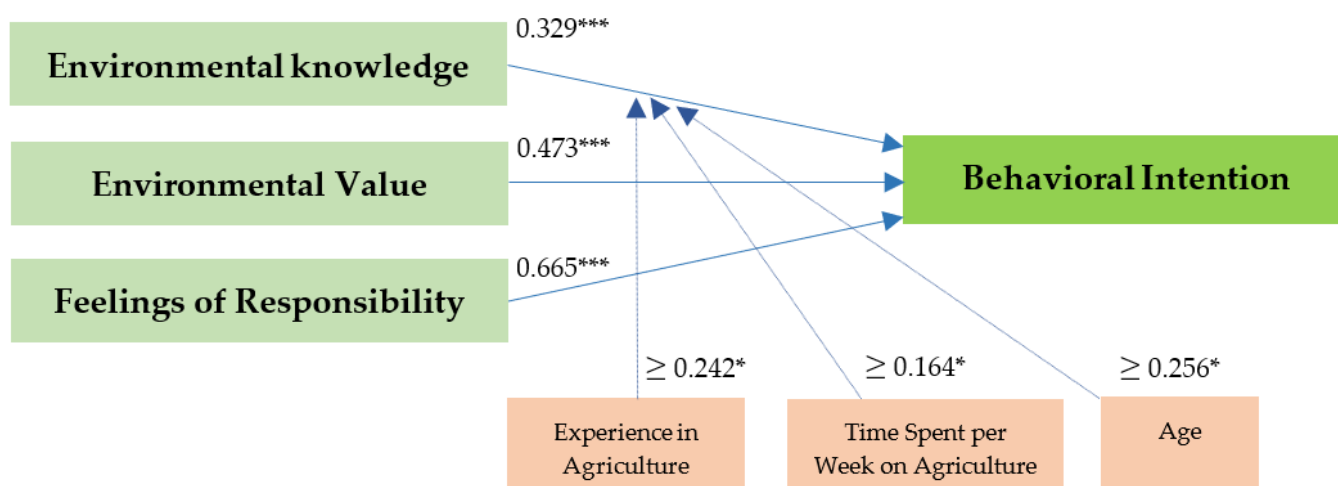 0.329***
Environmental knowledge
0.473***
Environmental Value
Behavioral Intention
0.665***
Feelings of Responsibility
≥ 0.242*
≥ 0.164*
≥ 0.256*
Experience in
Agriculture
Time Spent per
Week on Agriculture
Age